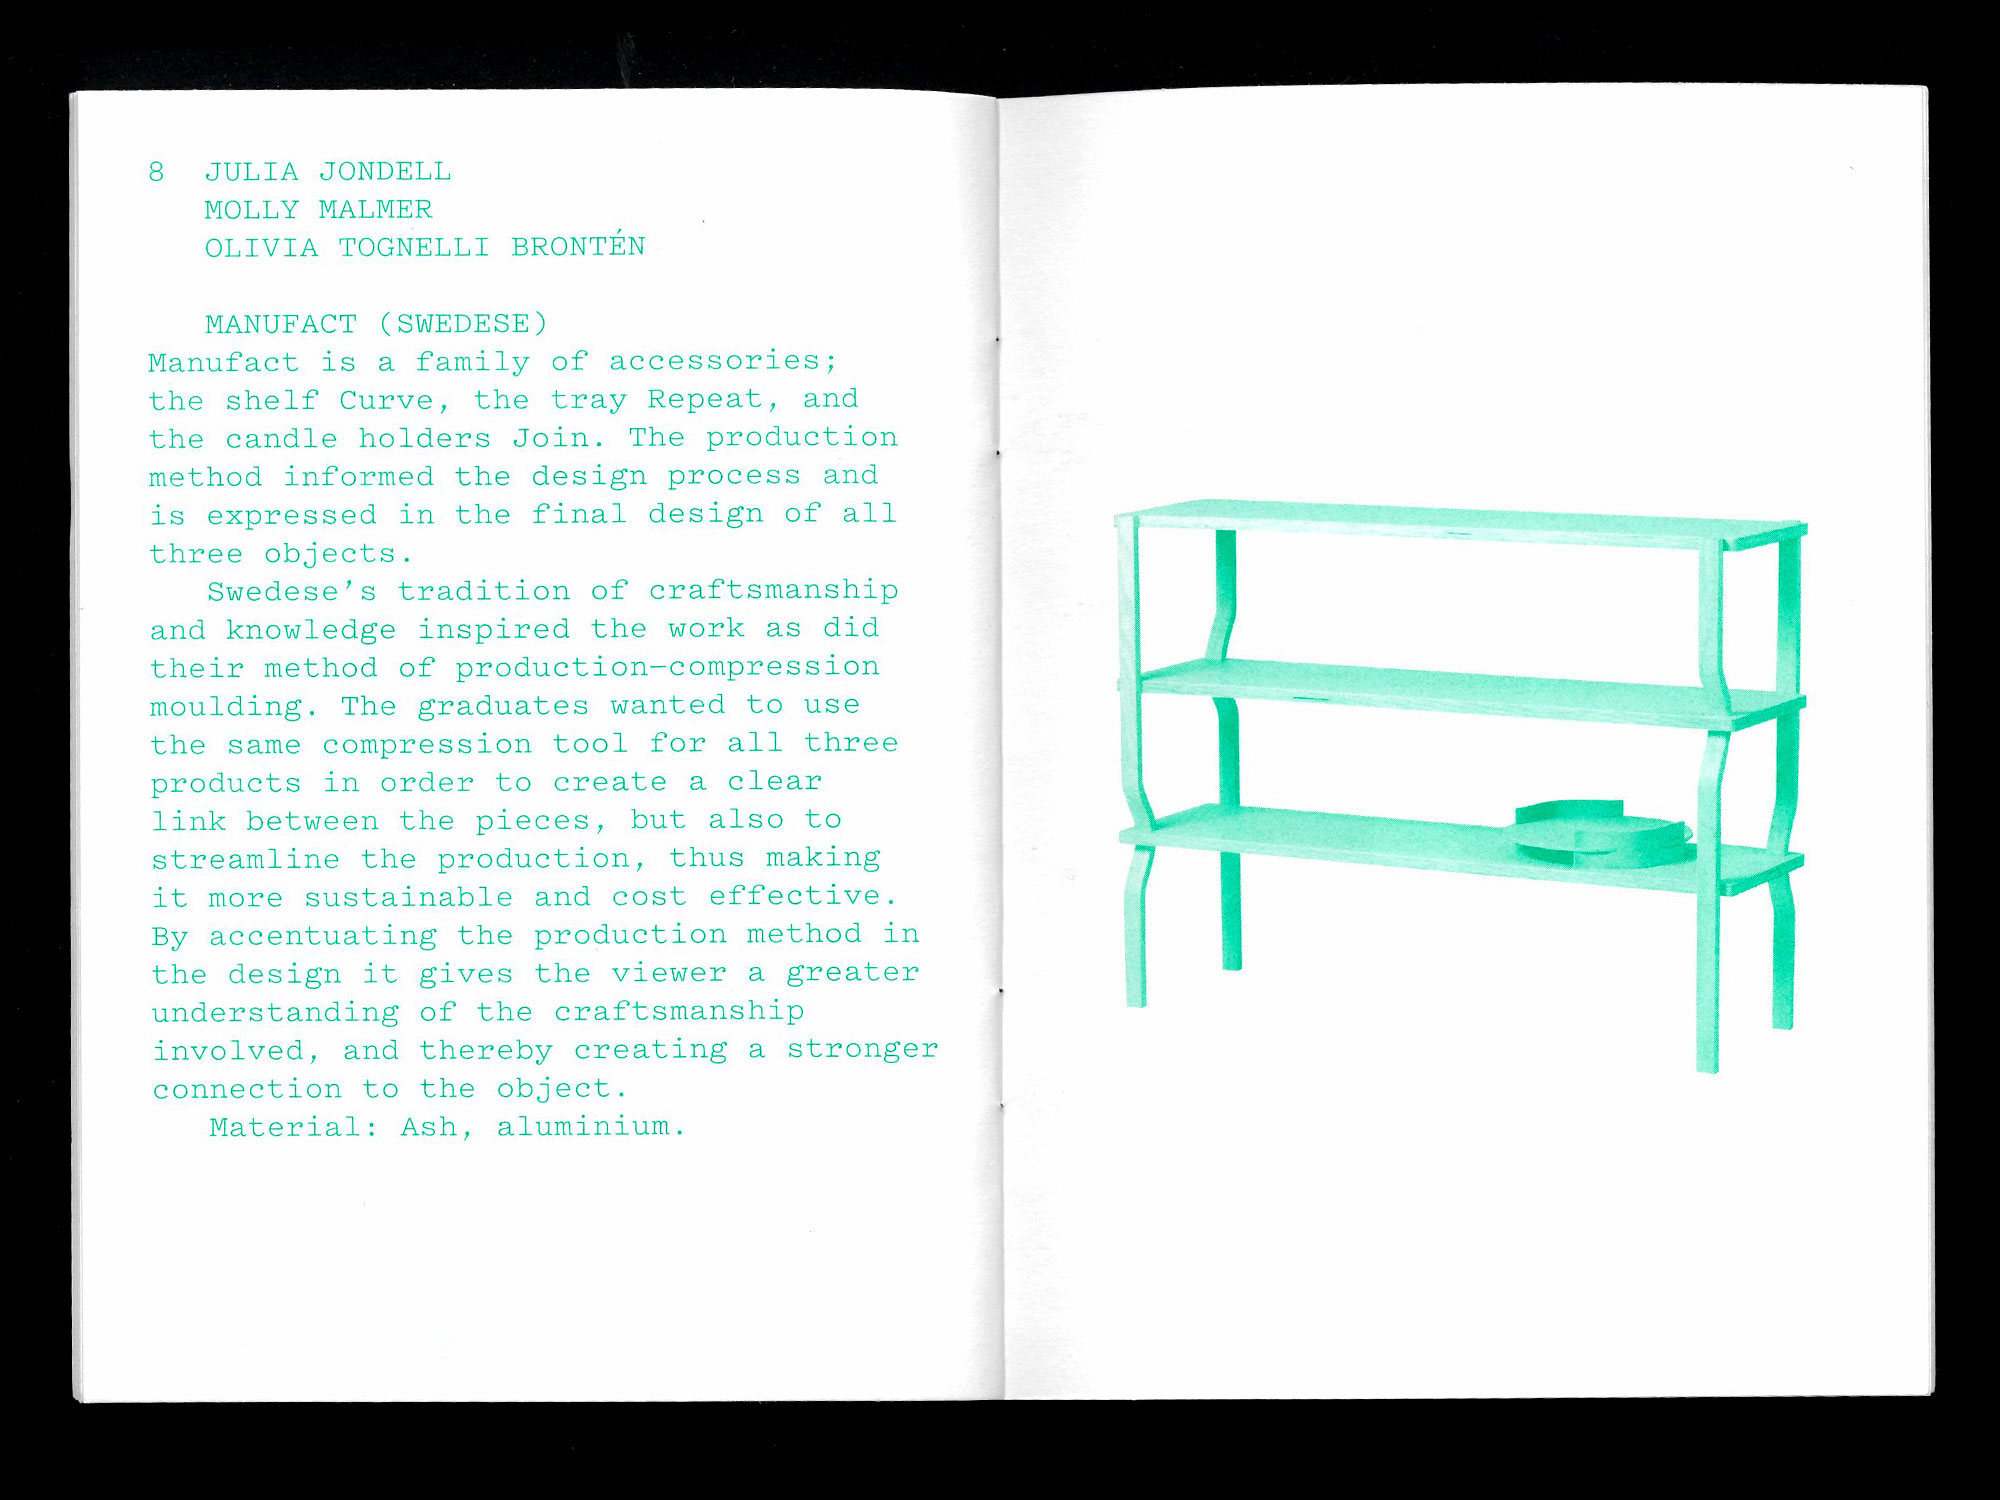 8 JULIA JONDELL
MOLLY MALMER
OLIVIA TOGNELLI BRONTÉN
MANUFACT (SWEDESE)
Manufact is a family of accessories;
the shelf Curve, the tray Repeat, and
the candle holders Join. The production
method informed the design process and
is expressed in the final design of all
three objects.
Swedese’s tradition of craftsmanship
and knowledge inspired the work as did
their method of production–compression
moulding. The graduates wanted to use
the same compression tool for all three
products in order to create a clear
link between the pieces, but also to
streamline the production, thus making
it more sustainable and cost effective.
By accentuating the production method in
the design it gives the viewer a greater
understanding of the craftsmanship
involved, and thereby creating a stronger
connection to the object.
Material: Ash, aluminium.